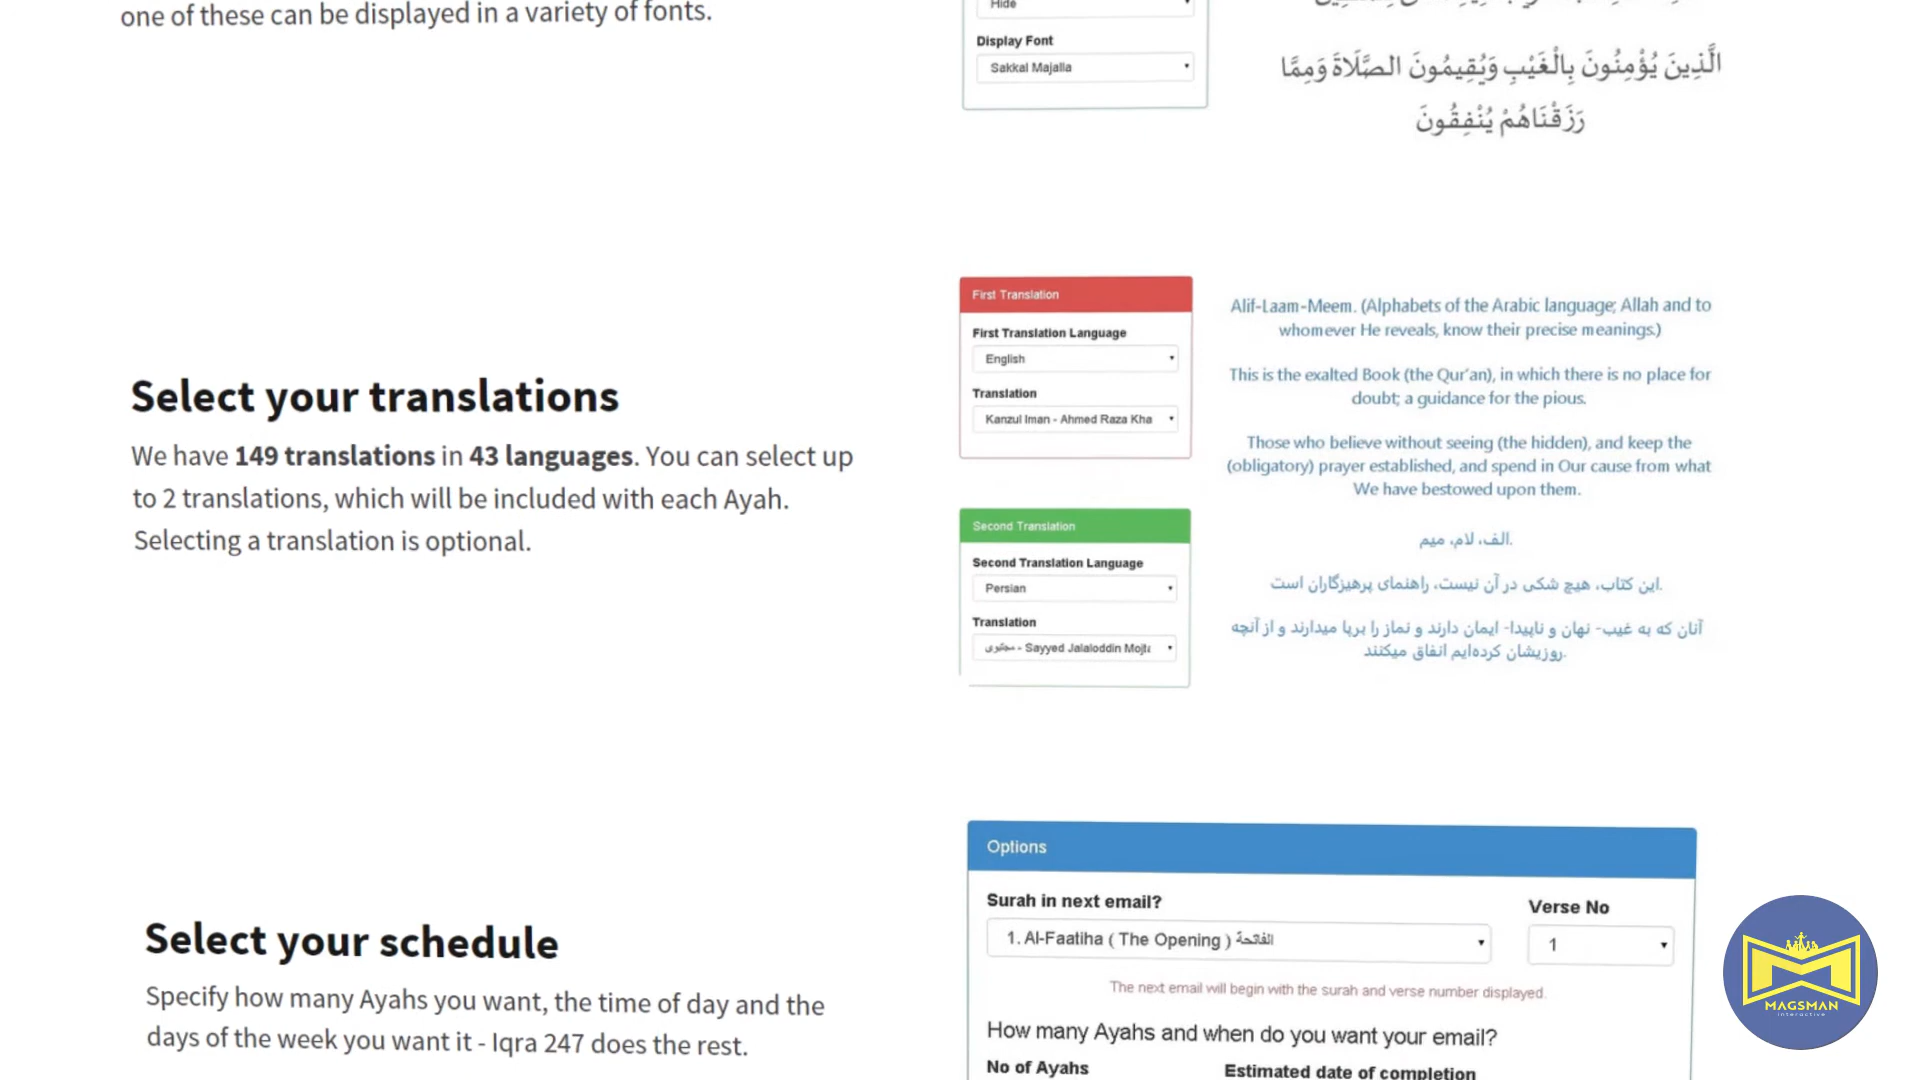 one of these can be displayed in a variety of fonts.
Hide
Display Font
Sakkal Majalla
الَّذِينَ يُؤْمِنُونَ بِالْغَيْبِ وَيُقِيمُونَ الصَّلَاةَ وَمِمَّا
رَزَقْنَاهُمْ يُنْفِقُونَ
Select your translations
We have 149 translations in 43 languages. You can select up
to 2 translations, which will be included with each Ayah.
Selecting a translation is optional.
First Translation
First Translation Language
English
Translation
Kanzul Iman - Ahmed Raza Kha
Alif-Laam-Meem. (Alphabets of the Arabic language; Allah and to
whomever He reveals, know their precise meanings.)
This is the exalted Book (the Qur'an), in which there is no place for
doubt; a guidance for the pious.
Those who believe without seeing (the hidden), and keep the
(obligatory) prayer established, and spend in Our cause from what
We have bestowed upon them.
Second Translation
Second Translation Language
Persian
Translation
مجتبوی - Sayyed Jalaloddin Mojta
الف، لام، میم.
این کتاب، هیچ شکی در آن نیست، راهنمای پرهیزگاران است.
آنان که به غیب- نهان و ناپیدا- ایمان دارند و نماز را برپا میدارند و از آنچه
روزیشان کرده‌ایم انفاق میکنند.
Select your schedule
Specify how many Ayahs you want, the time of day and the
days of the week you want it - Iqra 247 does the rest.
Options
Surah in next email?
Verse No
1. Al-Faatiha ( The Opening ) الفاتحة
1
The next email will begin with the surah and verse number displayed.
How many Ayahs and when do you want your email?
No of Ayahs
Estimated date of completion
MAGSMAN
interactive